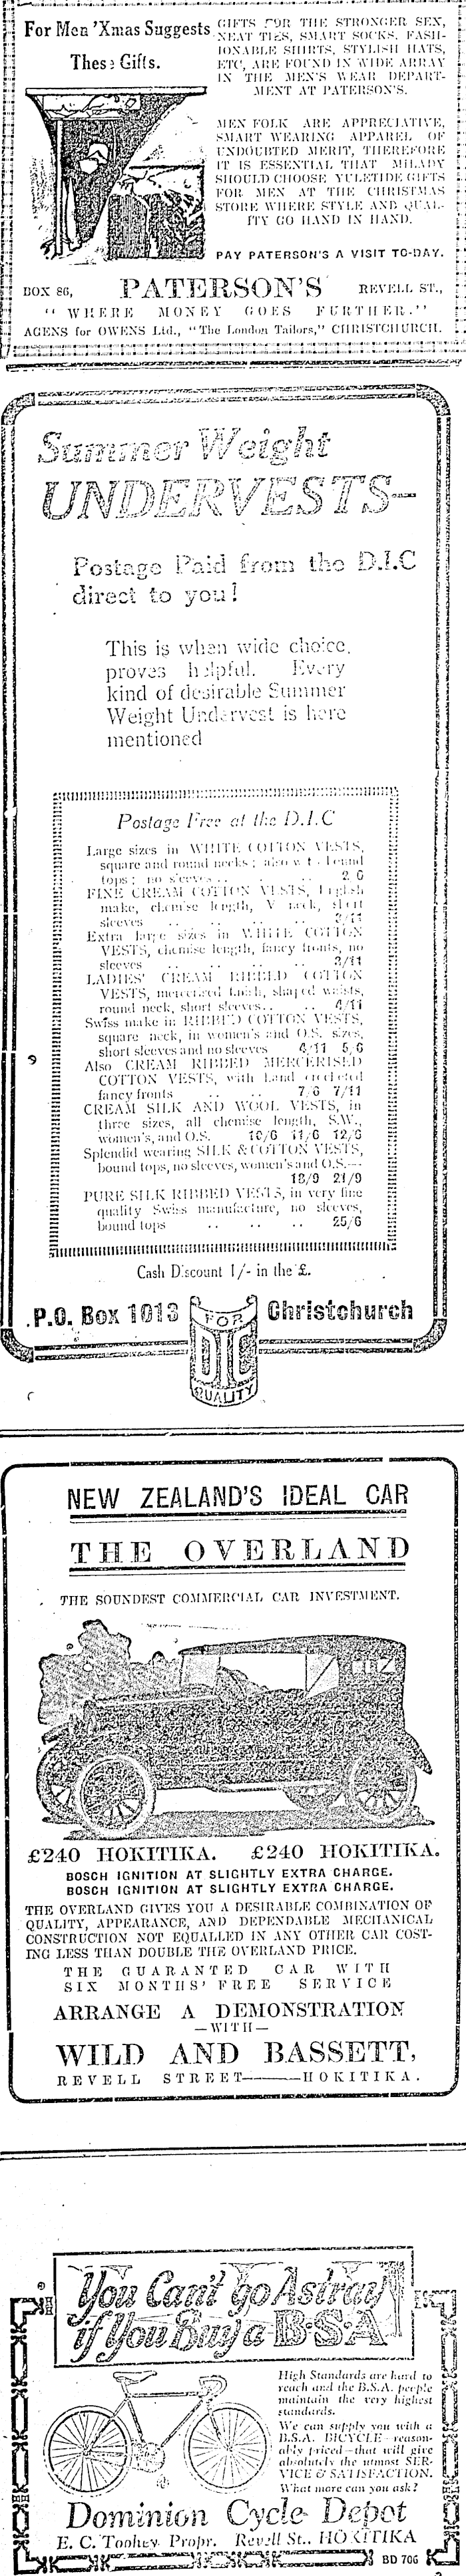 For Men 'Xmas Suggests
Thes: Gifts.
GIFTS FOR THE STRONGER SEX,
NEAT TIES, SMART SOCKS, FASH-
IONABLE SHIRTS, STYLISH HATS,
ETC, ARE FOUND IN WIDE ARRAY
IN THE MEN'S WEAR DEPART-
MENT AT PATERSON'S.
MEN FOLK ARE APPRECIATIVE,
SMART WEARING APPAREL OF
UNDOUBTED MERIT, THEREFORE
IT IS ESSENTIAL THAT MILADY
SHOULD CHOOSE YULETIDE GIFTS
FOR MEN AT THE CHRISTMAS
STORE WHERE STYLE AND QUAL-
ITY GO HAND IN HAND.
PAY PATERSON'S A VISIT TO-DAY.
BOX 86, PATERSON'S REVELL ST.,
"WHERE MONEY GOES FURTHER."
AGENS for OWENS Ltd., "The London Tailors," CHRISTCHURCH.
Summer Weight
UNDERVESTS-
Postage Paid from the D.I.C
direct to you!
This is when wide choice,
proves helpful. Every
kind of desirable Summer
Weight Undervest is here
mentioned
Postage Free at the D.I.C
Large sizes in WHITE COTTON VESTS,
square and round necks; also
tops; no sleeves .. .. 2/6
FINE CREAM COTTON VESTS, English
make, chemise length, V neck, short
sleeves .. .. .. .. 3/11
Extra large sizes in WHITE COTTON
VESTS, chemise length, fancy fronts, no
sleeves .. .. .. .. 3/11
LADIES' CREAM RIBBED COTTON
VESTS, mercerized finish, shaped waists,
round neck, short sleeves.. .. 4/11
Swiss make in RIBBED COTTON VESTS,
square neck, in women's and O.S. sizes,
short sleeves and no sleeves 4/11 5/6
Also CREAM RIBBED MERCERISED
COTTON VESTS, with hand crocheted
fancy fronts .. .. 7/6 7/11
CREAM SILK AND WOOL VESTS, in
three sizes, all chemise length, S.W.,
women's, and O.S. 10/6 11/6 12/6
Splendid wearing SILK & COTTON VESTS,
bound tops, no sleeves, women's and O.S.—
18/9 21/9
PURE SILK RIBBED VESTS, in very fine
quality Swiss manufacture, no sleeves,
bound tops .. .. .. 25/6
Cash Discount 1/- in the £.
P.O. Box 1013 Christchurch
FOR
DIC
QUALITY
NEW ZEALAND'S IDEAL CAR
THE OVERLAND
THE SOUNDEST COMMERCIAL CAR INVESTMENT.
£240 HOKITIKA. £240 HOKITIKA.
BOSCH IGNITION AT SLIGHTLY EXTRA CHARGE.
BOSCH IGNITION AT SLIGHTLY EXTRA CHARGE.
THE OVERLAND GIVES YOU A DESIRABLE COMBINATION OF
QUALITY, APPEARANCE, AND DEPENDABLE MECHANICAL
CONSTRUCTION NOT EQUALLED IN ANY OTHER CAR COST-
ING LESS THAN DOUBLE THE OVERLAND PRICE.
THE GUARANTED CAR WITH
SIX MONTHS' FREE SERVICE
ARRANGE A DEMONSTRATION
—WITH—
WILD AND BASSETT,
REVELL STREET———HOKITIKA.
You Can't go Astray
if You Buy a B·S·A
High Standards are hard to
reach and the B.S.A. people
maintain the very highest
standards.
We can supply you with a
B.S.A. BICYCLE—reason-
ably priced—that will give
absolutely the utmost SER-
VICE & SATISFACTION.
What more can you ask?
Dominion Cycle Depot
E. C. Toohey Propr. Revell St., HOKITIKA
BD 706